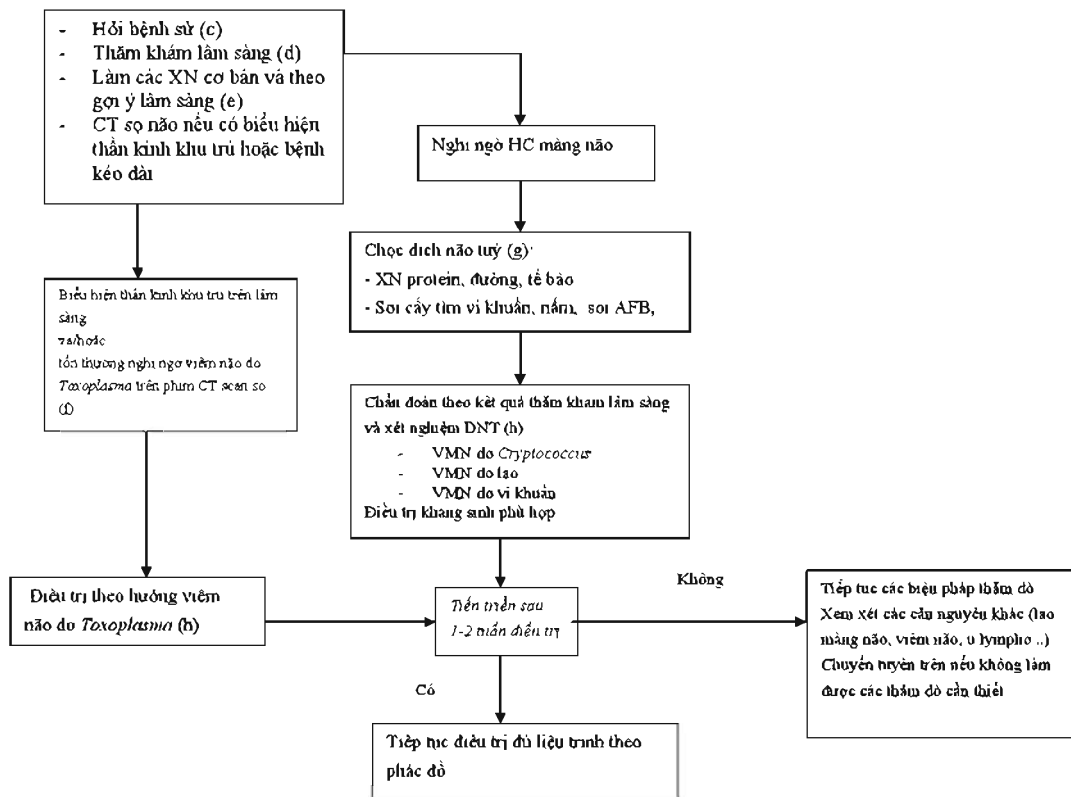 - Hỏi bệnh sử (c)
- Thăm khám lâm sàng (d)
- Làm các XN cơ bản và theo
gợi ý lâm sàng (e)
- CT sọ não nếu có biểu hiện
thần kinh khu trú hoặc bệnh
kéo dài
Nghi ngờ HC màng não
Chọc dịch não tuỷ (g):
- XN protein, đường, tế bào
- Soi cấy tìm vi khuẩn, nấm, soi AFB,
Biểu hiện thần kinh khu trú trên lâm
sàng
và/hoặc
tổn thương nghi ngờ viêm não do
Toxoplasma trên phim CT scan sọ
(f)
Chẩn đoán theo kết quả thăm khám lâm sàng
và xét nghiệm DNT (h)
- VMN do Cryptococcus
- VMN do lao
- VMN do vi khuẩn
Điều trị kháng sinh phù hợp
Điều trị theo hướng viêm
não do Toxoplasma (h)
Tiến triển sau
1-2 tuần điều trị
Không
Tiếp tục các biện pháp thăm dò
Xem xét các căn nguyên khác (lao
màng não, viêm não, u lympho ..)
Chuyển tuyến trên nếu không làm
được các thăm dò cần thiết
Có
Tiếp tục điều trị đủ liệu trình theo
phác đồ